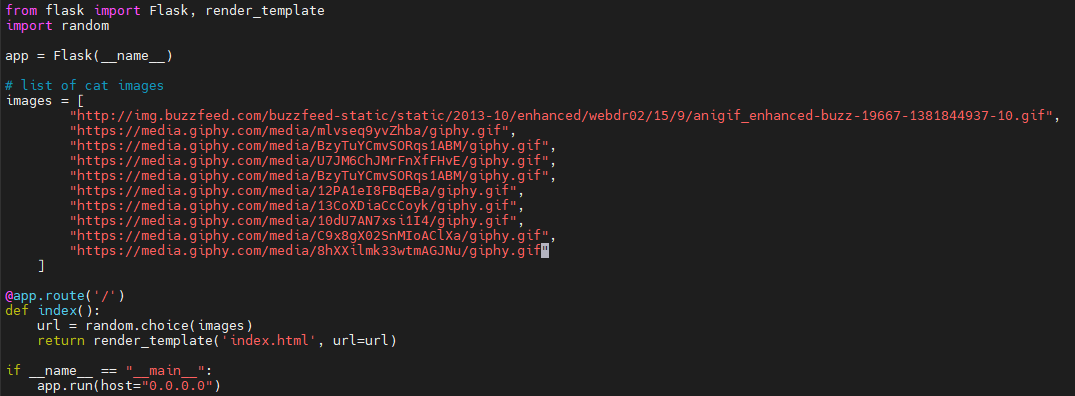 from flask import Flask, render_template
import random

app = Flask(__name__)

# list of cat images
images = [
        "http://img.buzzfeed.com/buzzfeed-static/static/2013-10/enhanced/webdr02/15/9/anigif_enhanced-buzz-19667-1381844937-10.gif",
        "https://media.giphy.com/media/mlvseq9yvZhba/giphy.gif",
        "https://media.giphy.com/media/BzyTuYCmvSORqs1ABM/giphy.gif",
        "https://media.giphy.com/media/U7JM6ChJMrFnXfFHvE/giphy.gif",
        "https://media.giphy.com/media/BzyTuYCmvSORqs1ABM/giphy.gif",
        "https://media.giphy.com/media/12PA1eI8FBqEBa/giphy.gif",
        "https://media.giphy.com/media/13CoXDiaCcCoyk/giphy.gif",
        "https://media.giphy.com/media/10dU7AN7xsi1I4/giphy.gif",
        "https://media.giphy.com/media/C9x8gX02SnMIoAClXa/giphy.gif",
        "https://media.giphy.com/media/8hXXilmk33wtmAGJNu/giphy.gif"
    ]

@app.route('/')
def index():
    url = random.choice(images)
    return render_template('index.html', url=url)

if __name__ == "__main__":
    app.run(host="0.0.0.0")